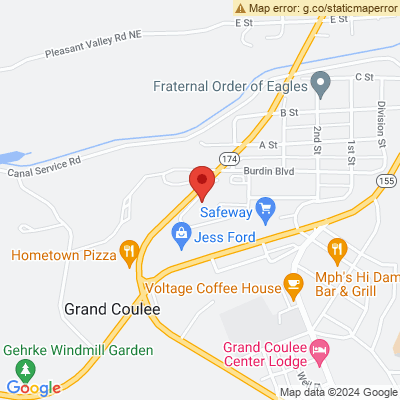 Map error: g.co/staticmaperror
E St
E St
Pleasant Valley Rd NE
C St
Fraternal Order of Eagles
B St
Division St
2nd St
1st St
A St
Canal Service Rd
174
Burdin Blvd
155
Safeway
Jess Ford
Hometown Pizza
Mph's Hi Dam
Bar & Grill
Voltage Coffee House
Grand Coulee
Grand Coulee
Center Lodge
Gehrke Windmill Garden
Google
Map data ©2024 Google